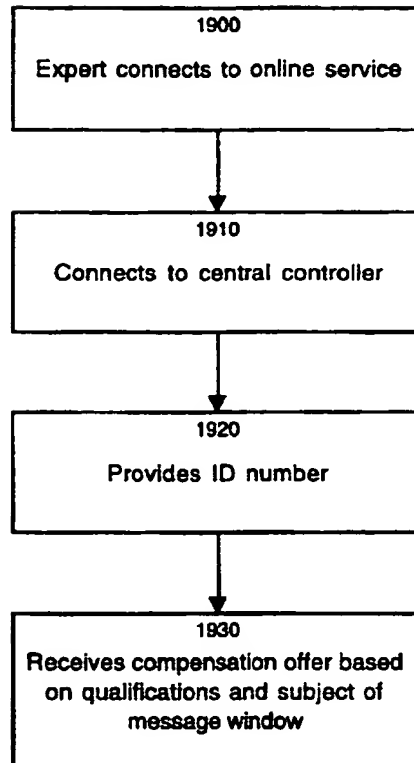 1900
Expert connects to online service
1910
Connects to central controller
1920
Provides ID number
1930
Receives compensation offer based
on qualifications and subject of
message window